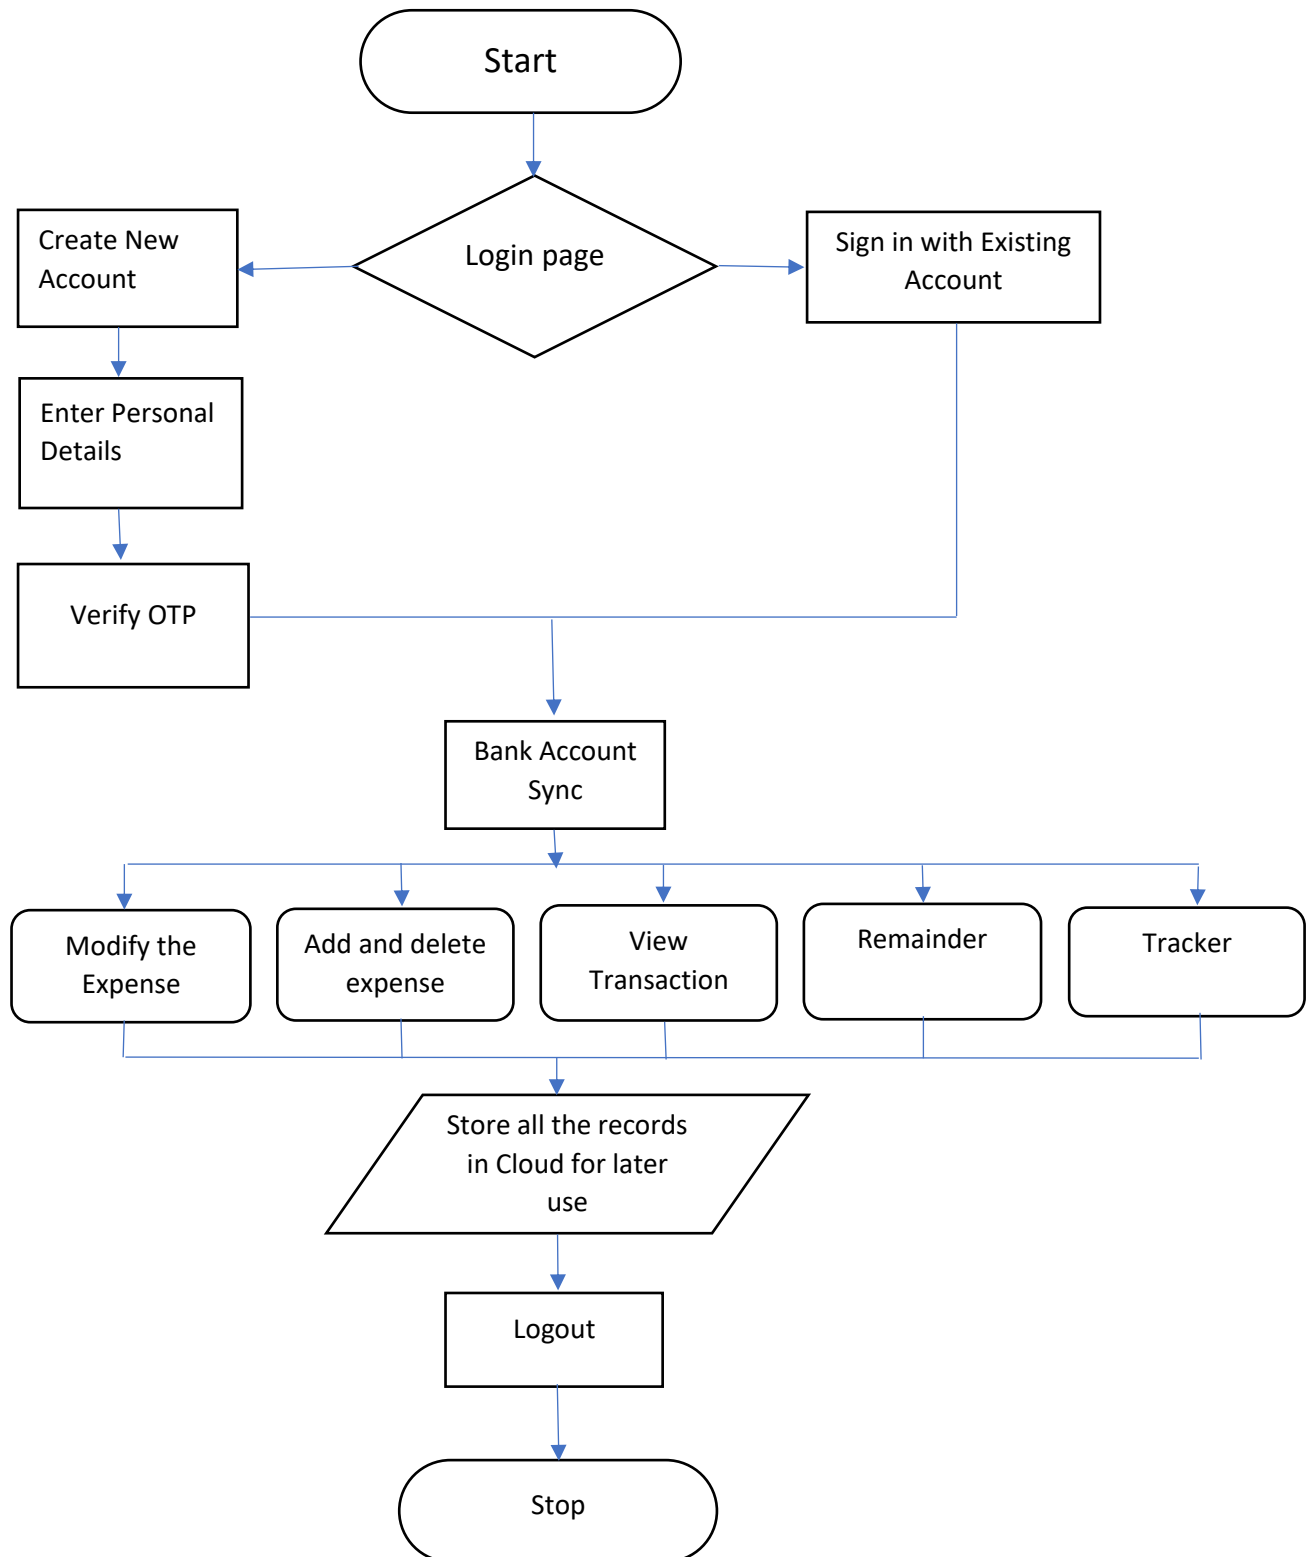 Start
Login page
Create New
Account
Sign in with Existing
Account
Enter Personal
Details
Verify OTP
Bank Account
Sync
Modify the
Expense
Add and delete
expense
View
Transaction
Remainder
Tracker
Store all the records
in Cloud for later
use
Logout
Stop